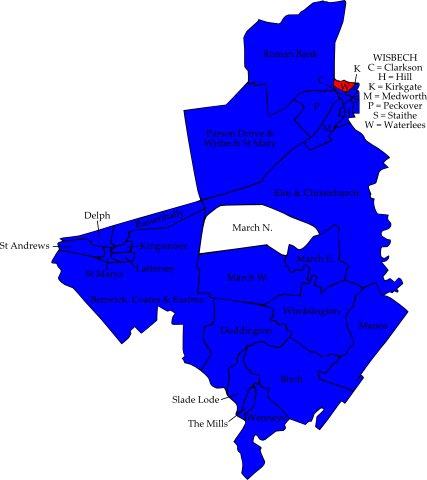 Roman Bank
WISBECH
K
C = Clarkson
H = Hill
K = Kirkgate
M = Medworth
P = Peckover
S = Staithe
W = Waterlees
C
W
P
M
Parson Drove &
Wisbech St Mary
Elm & Christchurch
Delph
Bassenhally
St Andrews
Kingsmoor
March N.
St Marys
Lattersey
March E.
March W.
Benwick, Coates & Eastrea
Wimblington
Doddington
Manea
Birch
Slade Lode
The Mills
Wenneye